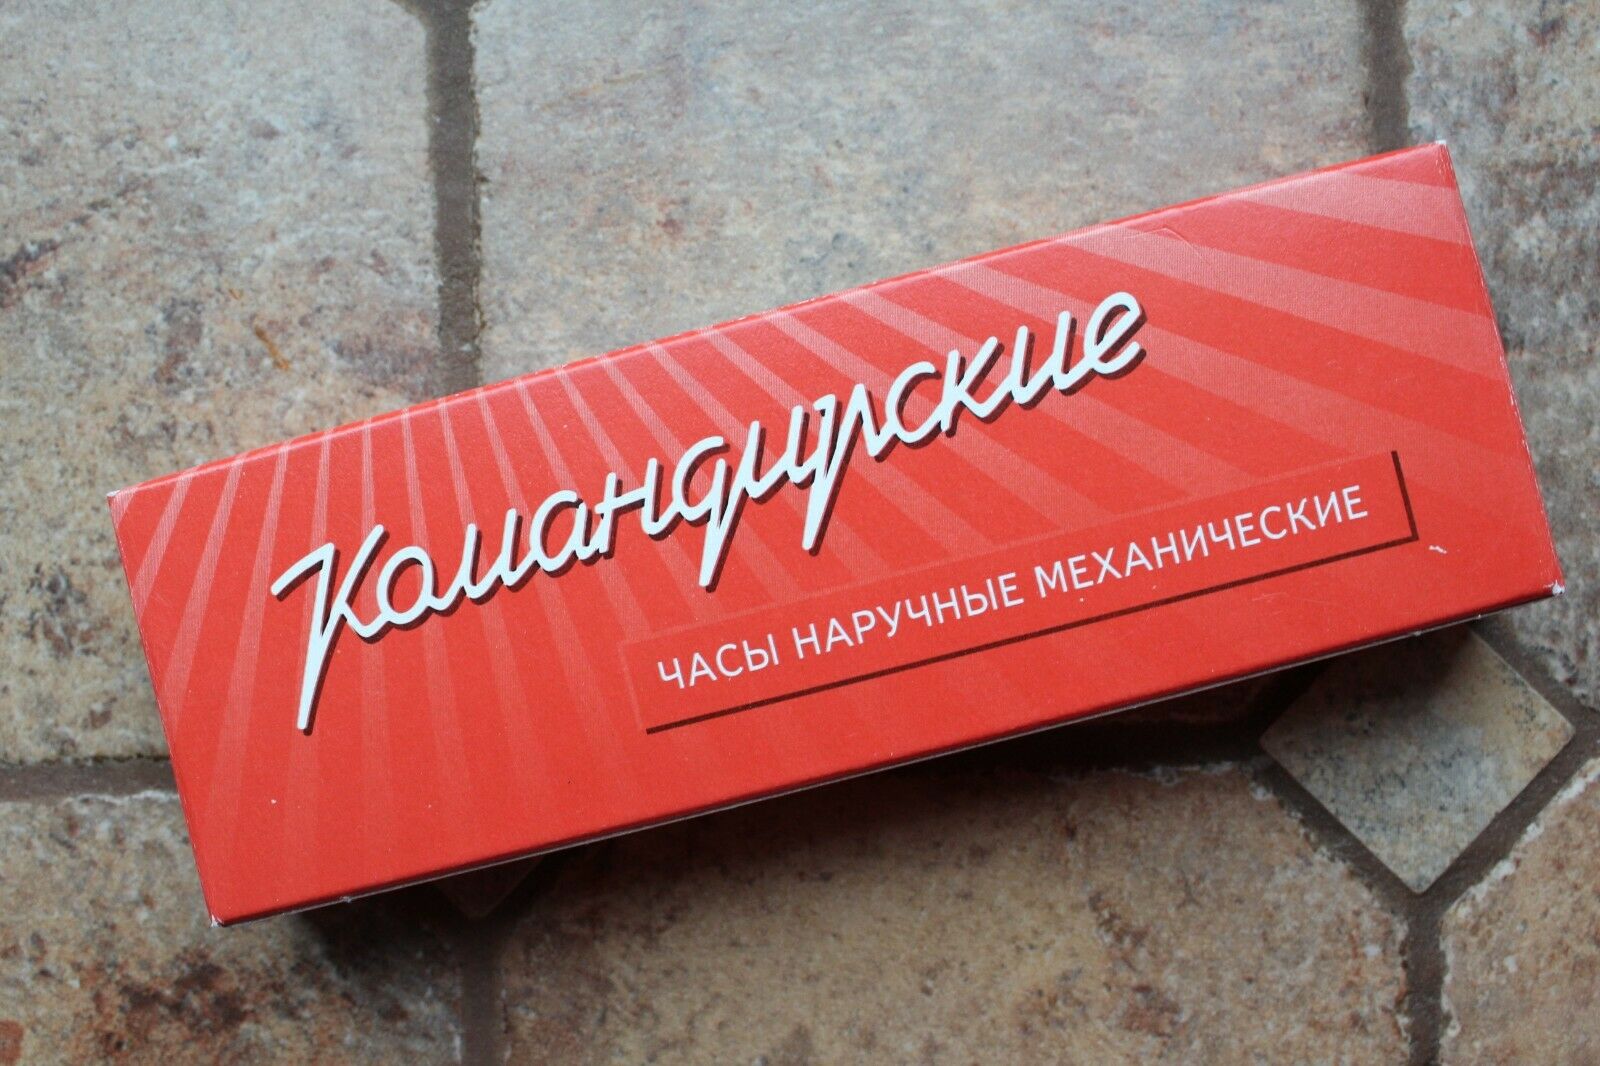 Командирские
ЧАСЫ НАРУЧНЫЕ МЕХАНИЧЕСКИЕ